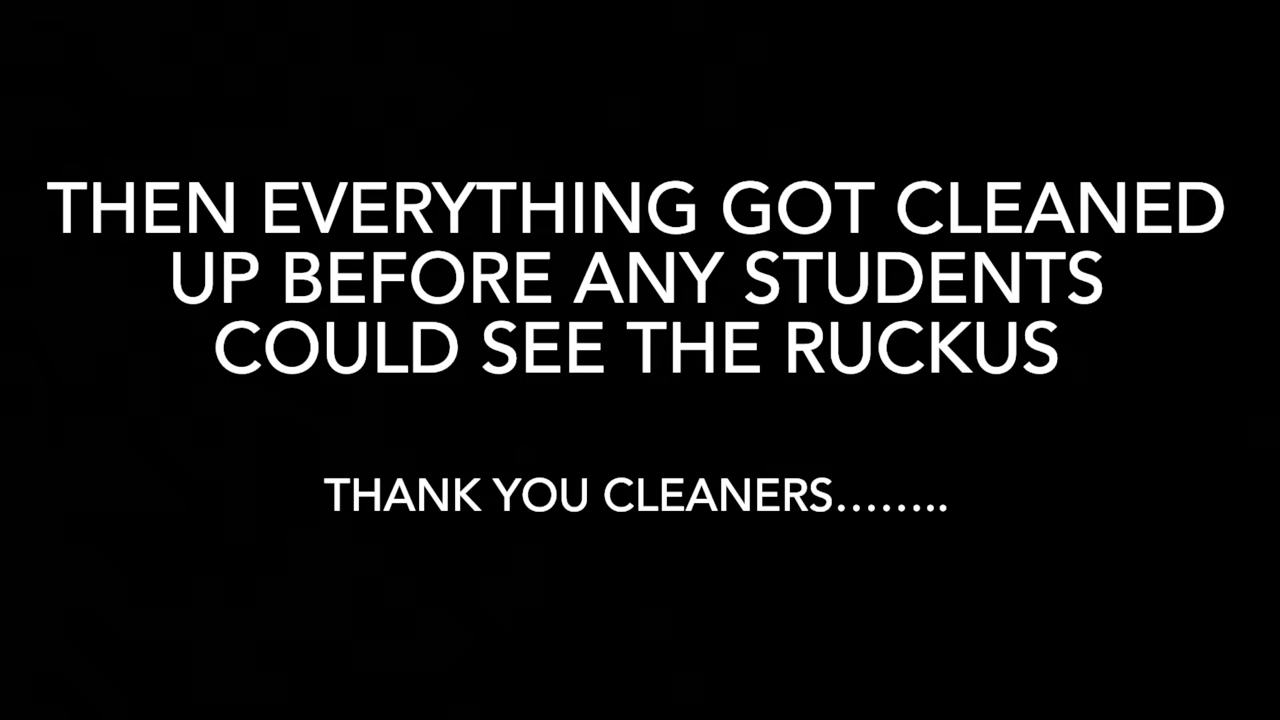 THEN EVERYTHING GOT CLEANED
UP BEFORE ANY STUDENTS
COULD SEE THE RUCKUS
THANK YOU CLEANERS........